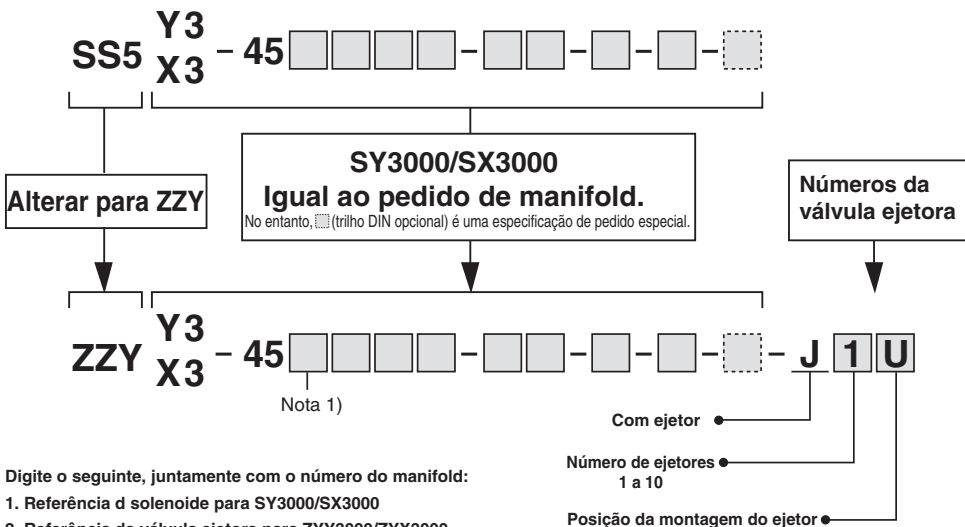 Y3
SS5 X3 – 45 – – – –
SY3000/SX3000
Igual ao pedido de manifold.
No entanto, (trilho DIN opcional) é uma especificação de pedido especial.
Alterar para ZZY
Números da
válvula ejetora
Y3
ZZY X3 – 45 – – – – – J 1 U
Nota 1)
Com ejetor
Número de ejetores
1 a 10
Posição da montagem do ejetor
Digite o seguinte, juntamente com o número do manifold:
1. Referência d solenoide para SY3000/SX3000